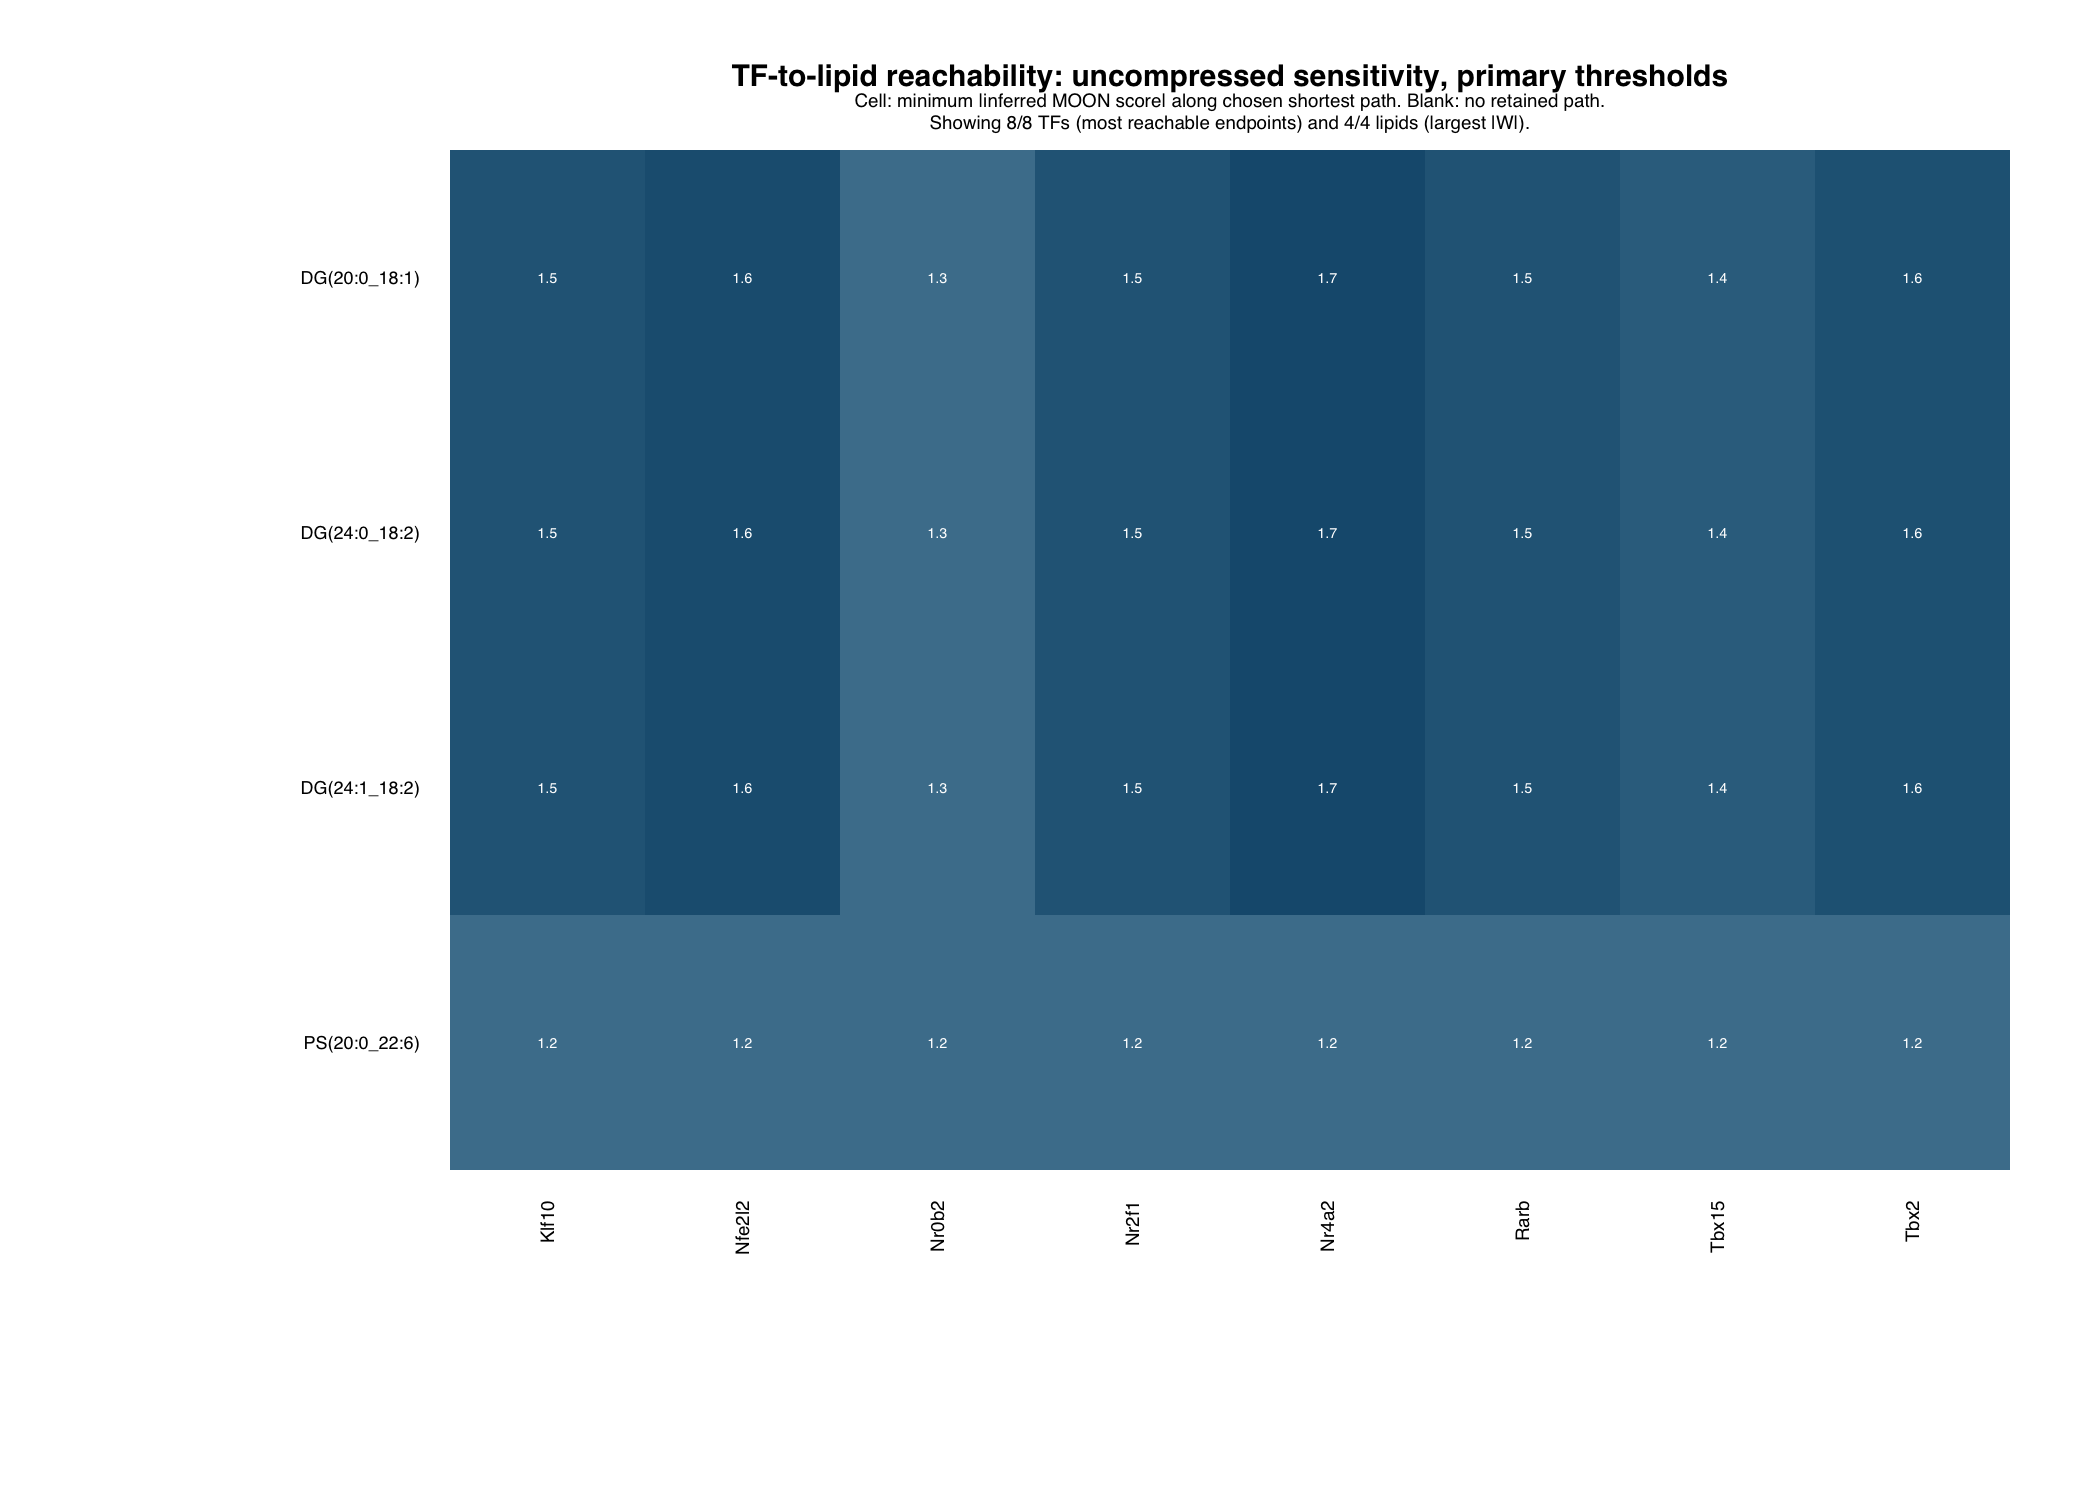 TF-to-lipid reachability: uncompressed sensitivity, primary thresholds
Cell: minimum |inferred MOON score| along chosen shortest path. Blank: no retained path.
Showing 8/8 TFs (most reachable endpoints) and 4/4 lipids (largest |W|).
DG(20:0_18:1) 1.5 1.6 1.3 1.5 1.7 1.5 1.4 1.6
DG(24:0_18:2) 1.5 1.6 1.3 1.5 1.7 1.5 1.4 1.6
DG(24:1_18:2) 1.5 1.6 1.3 1.5 1.7 1.5 1.4 1.6
PS(20:0_22:6) 1.2 1.2 1.2 1.2 1.2 1.2 1.2 1.2
Klf10 Nfe2l2 Nr0b2 Nr2f1 Nr4a2 Rarb Tbx15 Tbx2